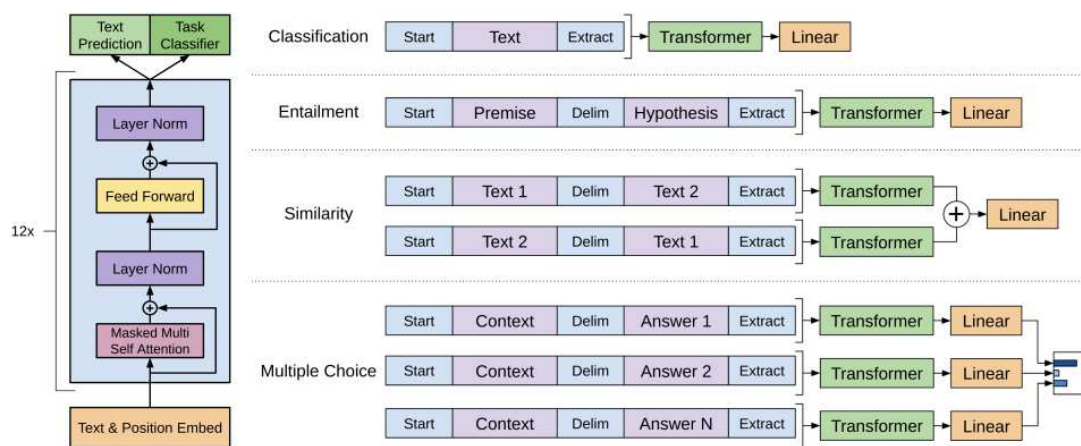 Text
Prediction
Task
Classifier
Layer Norm
Feed Forward
12x
Layer Norm
Masked Multi
Self Attention
Text & Position Embed
Classification
Start Text Extract Transformer Linear
Entailment
Start Premise Delim Hypothesis Extract Transformer Linear
Similarity
Start Text 1 Delim Text 2 Extract Transformer
Linear
Start Text 2 Delim Text 1 Extract Transformer
Multiple Choice
Start Context Delim Answer 1 Extract Transformer Linear
Start Context Delim Answer 2 Extract Transformer Linear
Start Context Delim Answer N Extract Transformer Linear